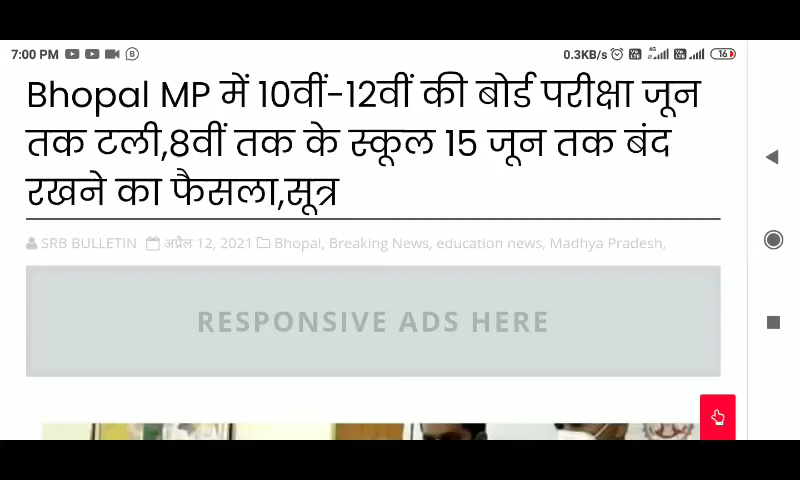 7:00 PM
0.3KB/s 4G 16
Bhopal MP में 10वीं-12वीं की बोर्ड परीक्षा जून
तक टली,8वीं तक के स्कूल 15 जून तक बंद
रखने का फैसला,सूत्र
SRB BULLETIN अप्रैल 12, 2021 Bhopal, Breaking News, education news, Madhya Pradesh,
RESPONSIVE ADS HERE